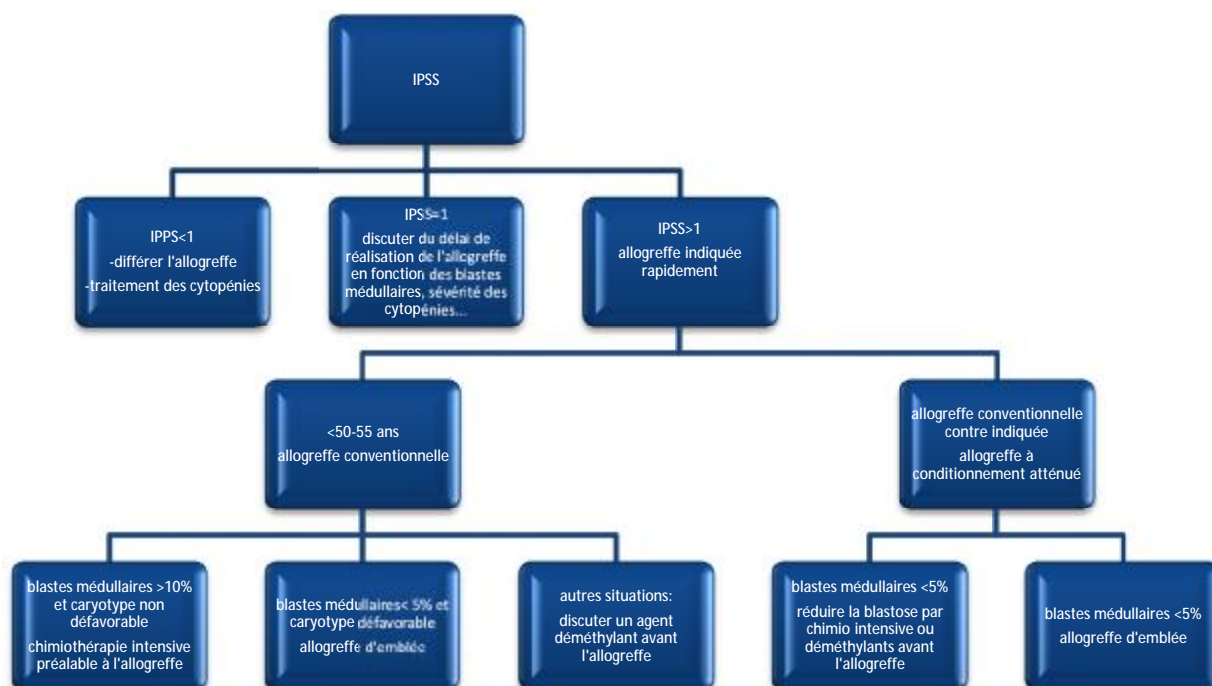 IPSS
IPPS<1
-différer l'allogreffe
-traitement des cytopénies
IPSS=1
discuter du délai de
réalisation de l'allogreffe
en fonction des blastes
médullaires, sévérité des
cytopénies...
IPSS>1
allogreffe indiquée
rapidement
<50-55 ans
allogreffe conventionnelle
allogreffe conventionnelle
contre indiquée
allogreffe à
conditionnement atténué
blastes médullaires >10%
et caryotype non
défavorable
chimiothérapie intensive
préalable à l'allogreffe
blastes médullaires< 5% et
caryotype défavorable
allogreffe d'emblée
autres situations:
discuter un agent
déméthylant avant
l'allogreffe
blastes médullaires <5%
réduire la blastose par
chimio intensive ou
déméthylants avant
l'allogreffe
blastes médullaires <5%
allogreffe d'emblée